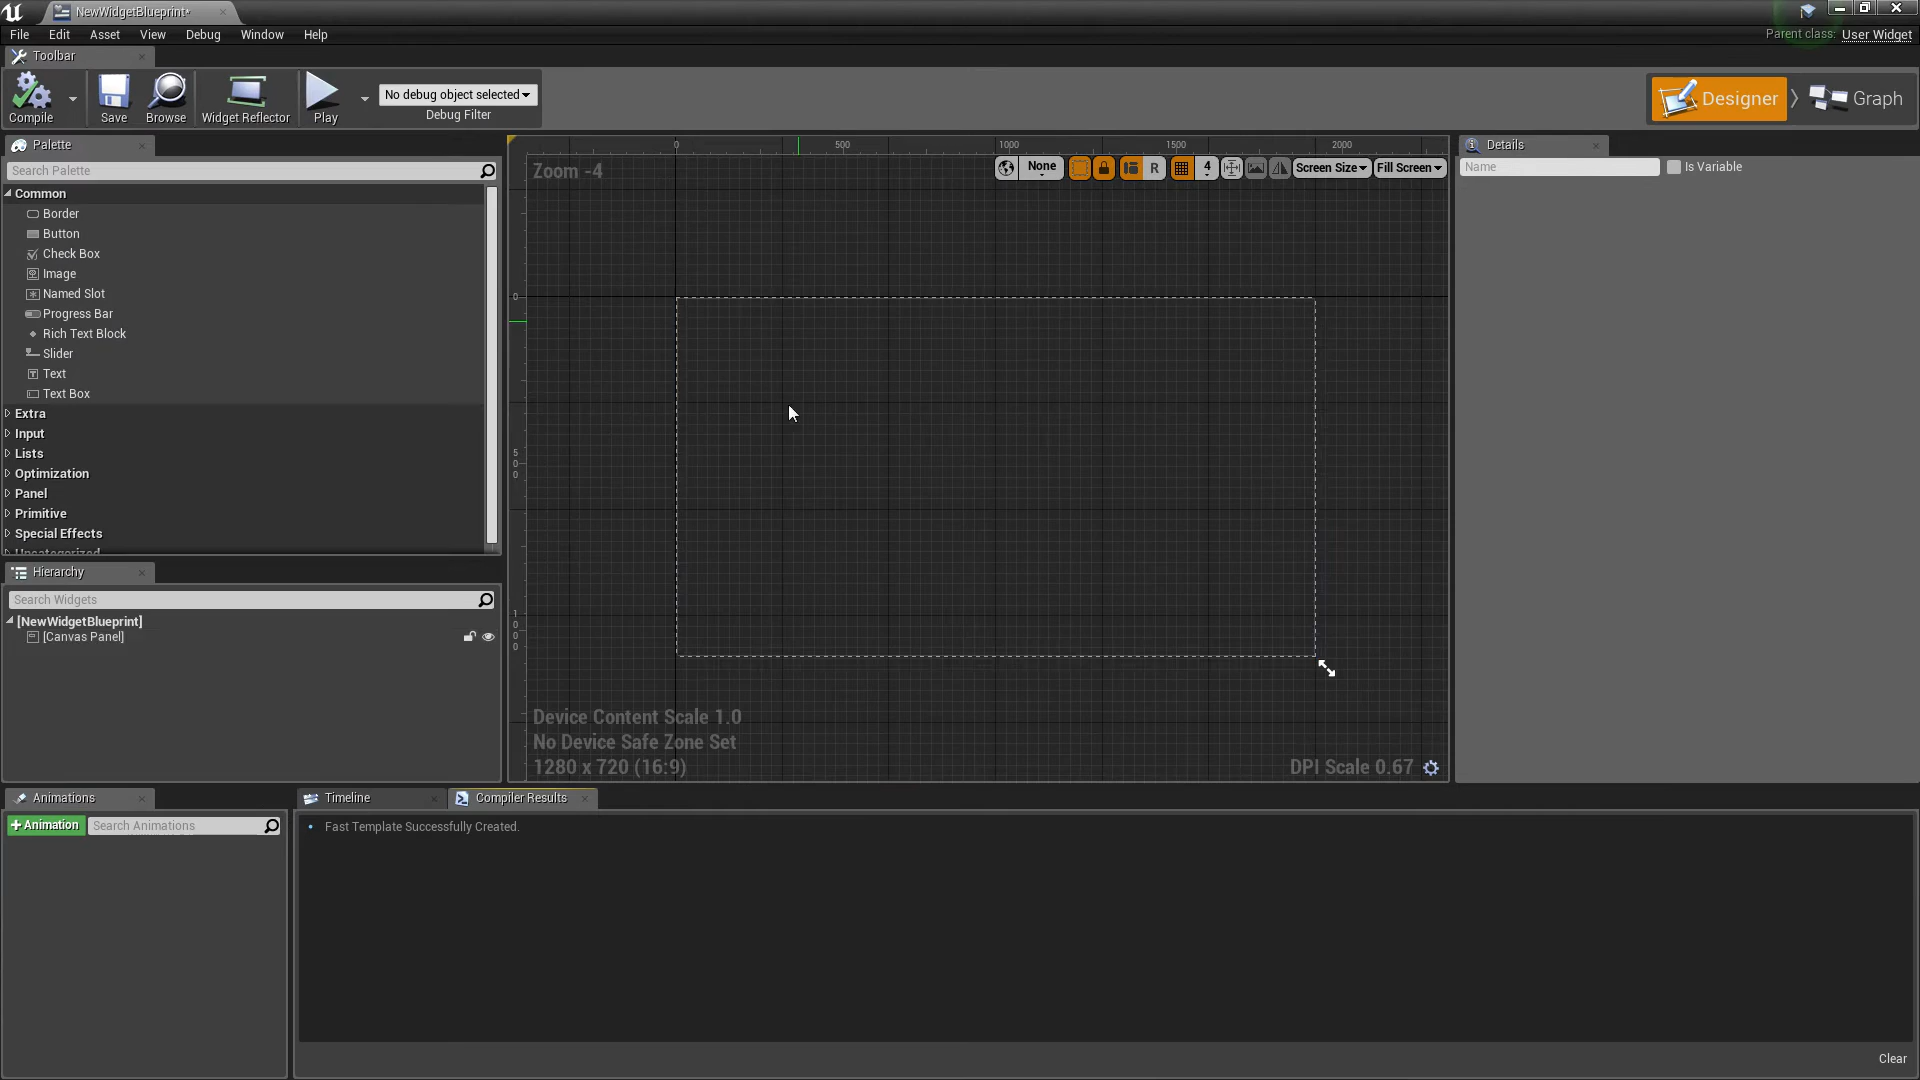 NewWidgetBlueprint*
File Edit Asset View Debug Window Help
Parent class: User Widget
Toolbar
Compile Save Browse Widget Reflector Play
No debug object selected
Debug Filter
Designer Graph
Palette
Search Palette
Common
Border
Button
Check Box
Image
Named Slot
Progress Bar
Rich Text Block
Slider
Text
Text Box
Extra
Input
Lists
Optimization
Panel
Primitive
Special Effects
Uncategorized
Hierarchy
Search Widgets
[NewWidgetBlueprint]
[Canvas Panel]
0 500 1000 1500 2000
Zoom -4
None R 4 Screen Size Fill Screen
0
500
1000
Device Content Scale 1.0
No Device Safe Zone Set
1280 x 720 (16:9)
DPI Scale 0.67
Details
Name
Is Variable
Animations
+Animation
Search Animations
Timeline
Compiler Results
Fast Template Successfully Created.
Clear